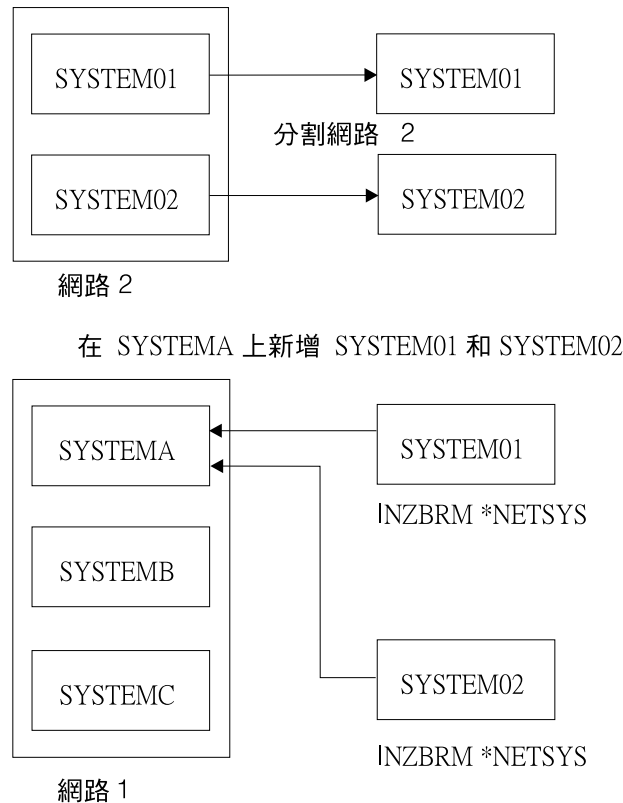 SYSTEM01
SYSTEM01
分割網路 2
SYSTEM02
SYSTEM02
網路 2
在 SYSTEMA 上新增 SYSTEM01 和 SYSTEM02
SYSTEMA
SYSTEM01
INZBRM *NETSYS
SYSTEMB
SYSTEMC
SYSTEM02
INZBRM *NETSYS
網路 1